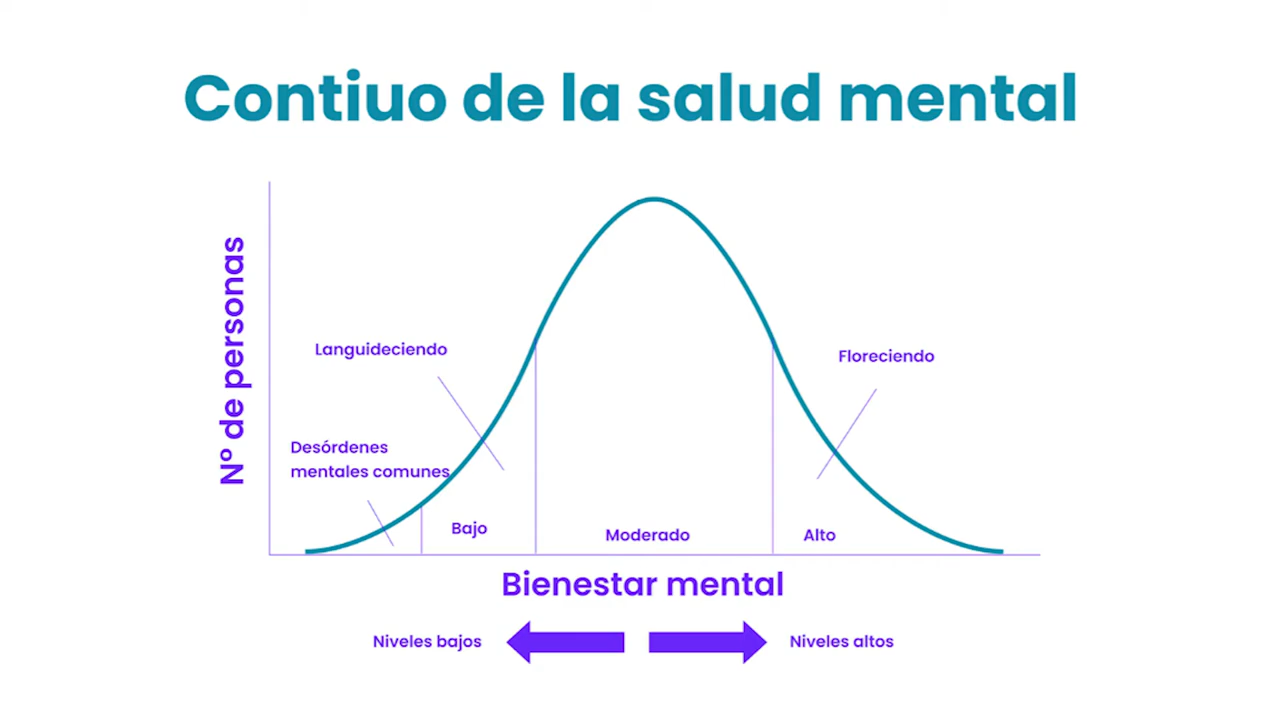 Contiuo de la salud mental
Nº de personas
Languideciendo
Floreciendo
Desórdenes
mentales comunes
Bajo
Moderado
Alto
Bienestar mental
Niveles bajos
Niveles altos